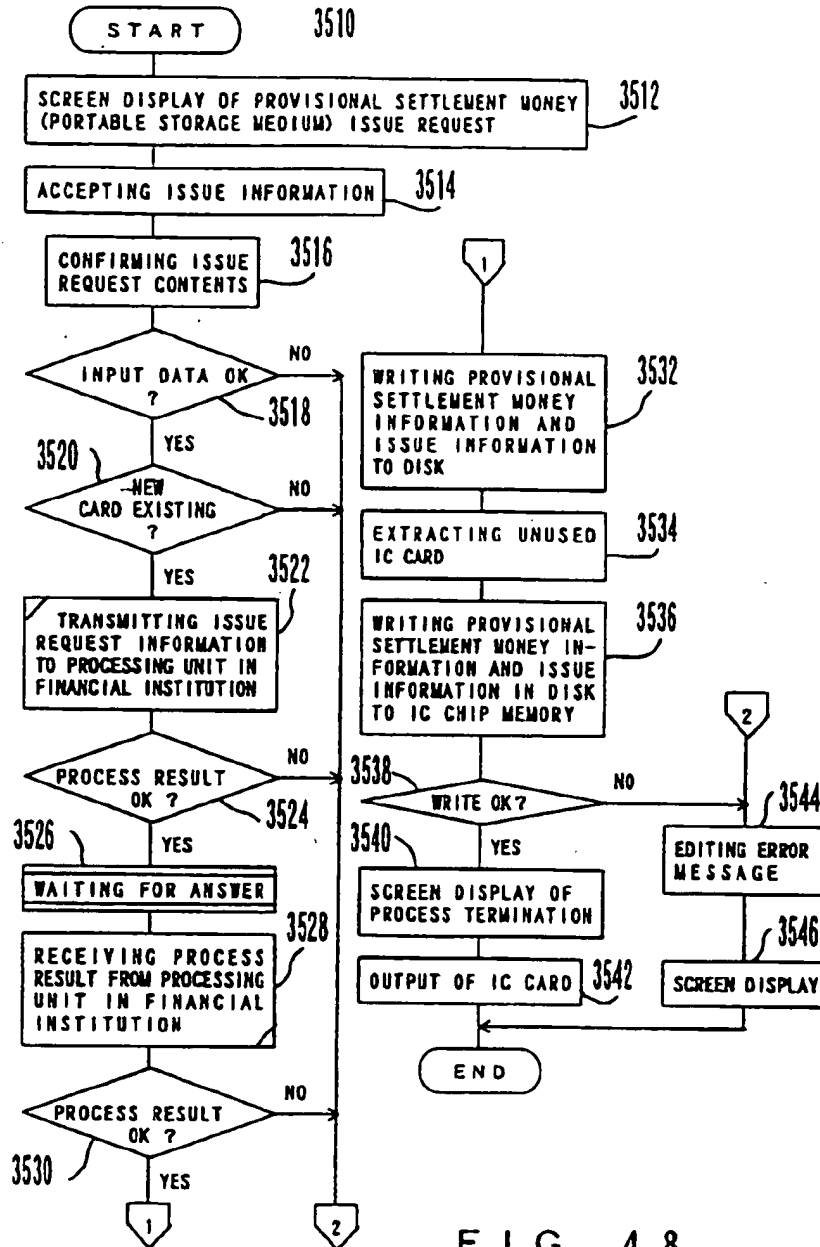 START
3510
SCREEN DISPLAY OF PROVISIONAL SETTLEMENT MONEY
(PORTABLE STORAGE MEDIUM) ISSUE REQUEST
3512
ACCEPTING ISSUE INFORMATION
3514
CONFIRMING ISSUE
REQUEST CONTENTS
3516
INPUT DATA OK
?
3518
NO
YES
3520
NEW
CARD EXISTING
?
NO
YES
3522
TRANSMITTING ISSUE
REQUEST INFORMATION
TO PROCESSING UNIT IN
FINANCIAL INSTITUTION
PROCESS RESULT
OK ?
3524
NO
YES
3526
WAITING FOR ANSWER
3528
RECEIVING PROCESS
RESULT FROM PROCESSING
UNIT IN FINANCIAL
INSTITUTION
PROCESS RESULT
OK ?
3530
NO
YES
1
2
1
WRITING PROVISIONAL
SETTLEMENT MONEY
INFORMATION AND
ISSUE INFORMATION
TO DISK
3532
EXTRACTING UNUSED
IC CARD
3534
WRITING PROVISIONAL
SETTLEMENT MONEY IN-
FORMATION AND ISSUE
INFORMATION IN DISK
TO IC CHIP MEMORY
3536
3538
WRITE OK?
NO
YES
3540
SCREEN DISPLAY OF
PROCESS TERMINATION
OUTPUT OF IC CARD
3542
END
2
3544
EDITING ERROR
MESSAGE
3546
SCREEN DISPLAY
FIG. 48